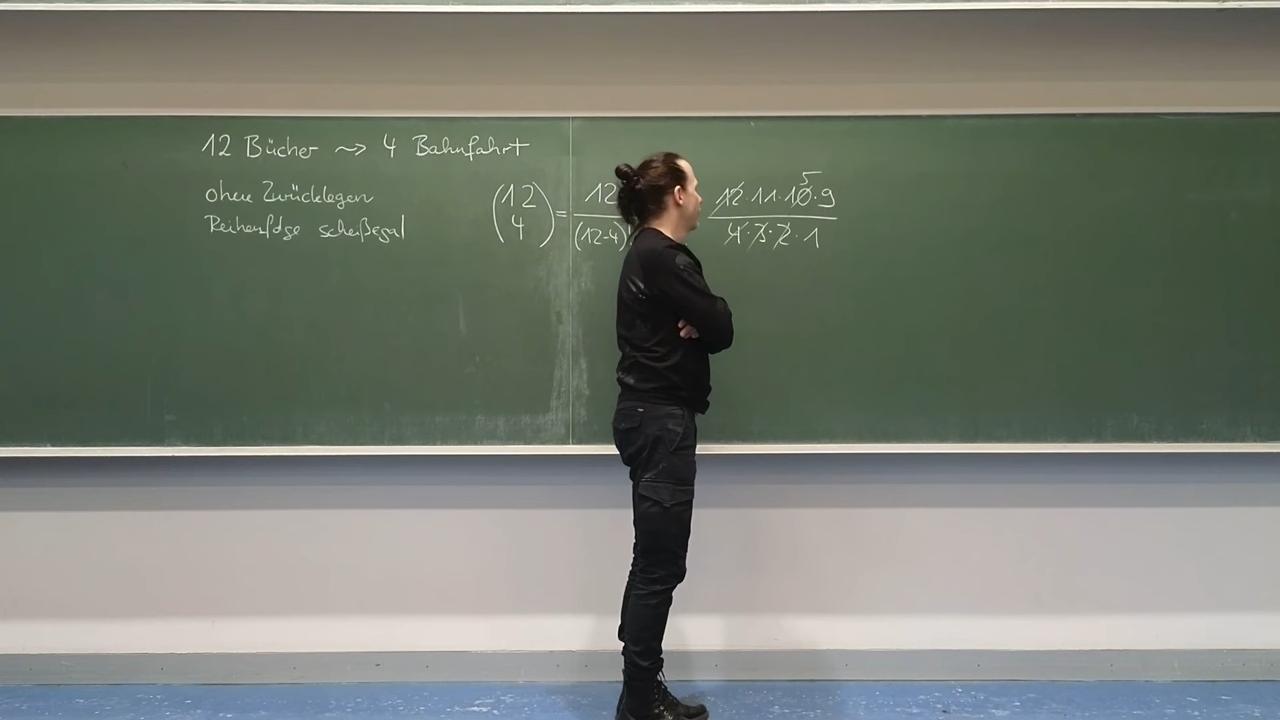 12 Bücher ⤳ 4 Bahnfahrt
ohne Zurücklegen
Reihenfolge scheißegal
(12 4) = 12 / (12-4)! 12·11·10·9 / 4·3·2·1
5